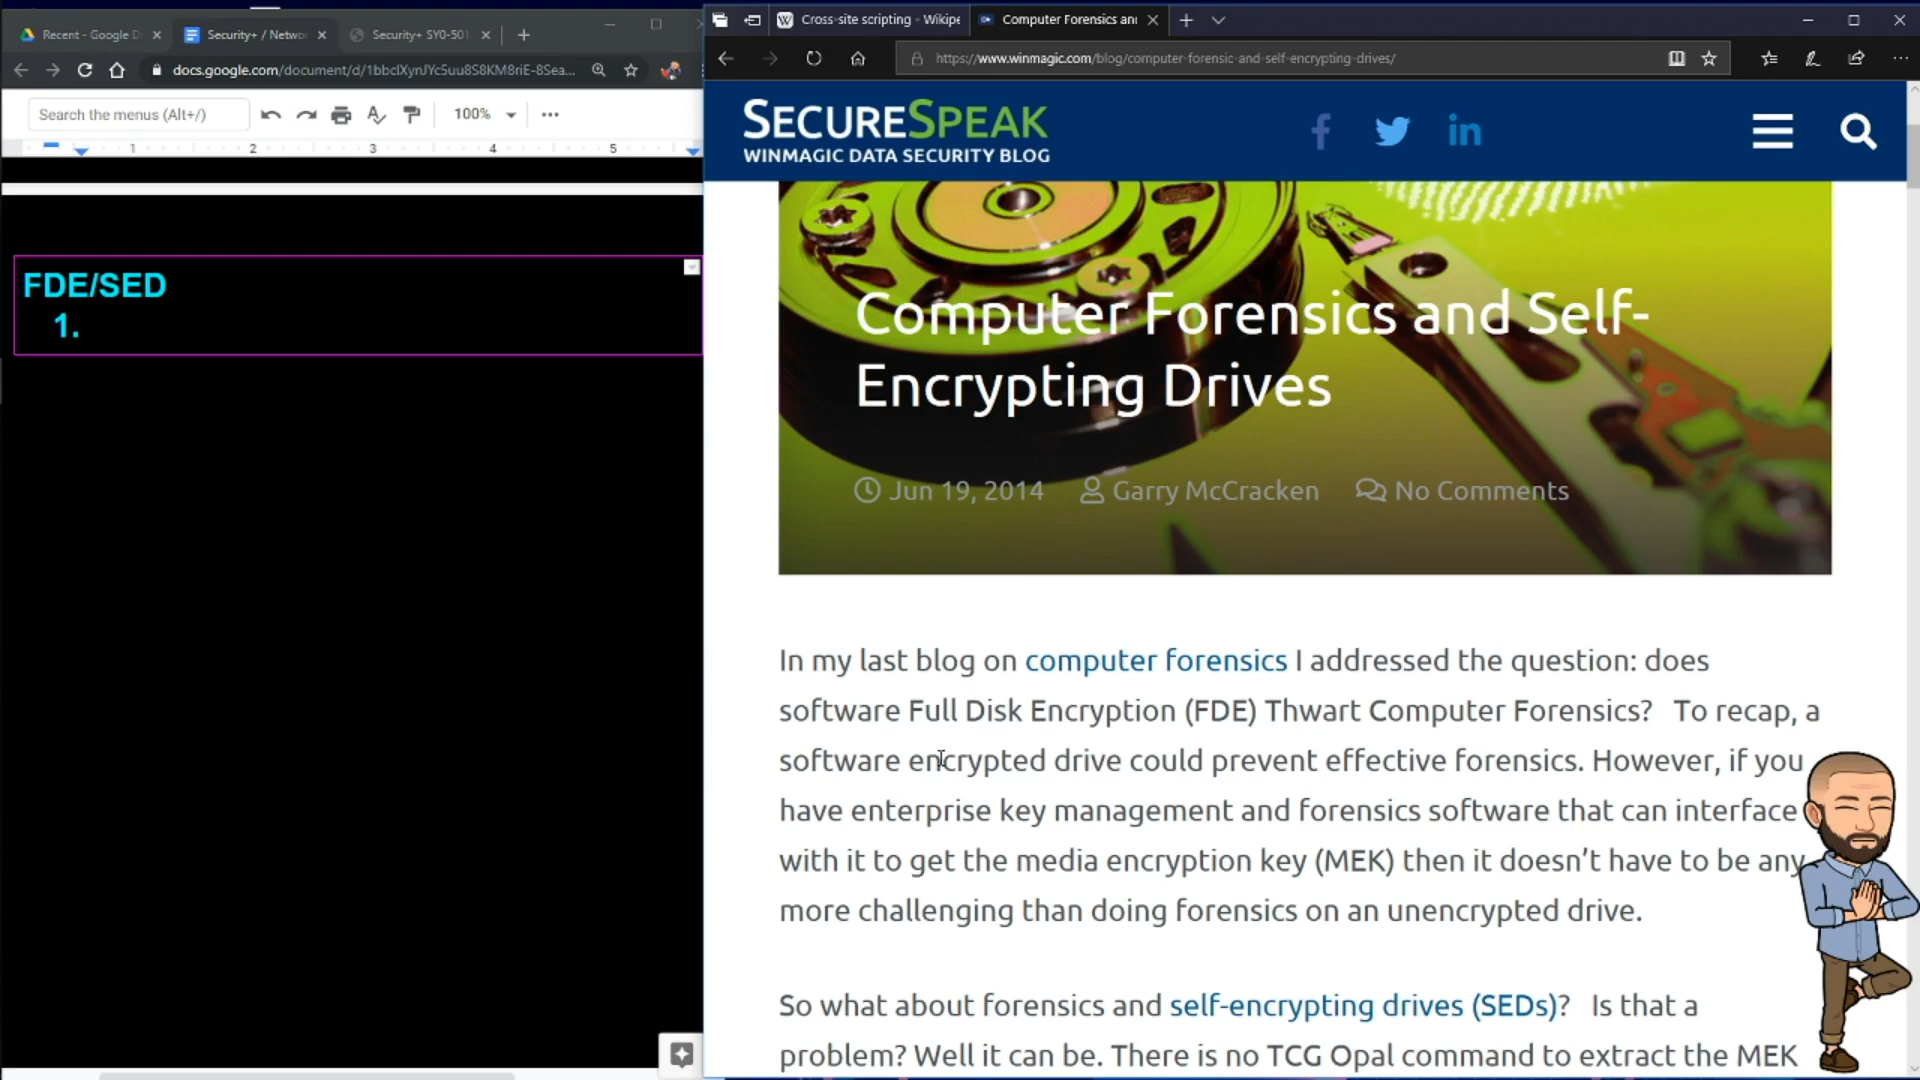 Recent - Google D
Security+ / Netwo
Security+ SY0-501
docs.google.com/document/d/1bbclXynJYc5uu8S8KM8riE-8Sea...
Search the menus (Alt+/)
100%
1 2 3 4 5
FDE/SED
1.
Cross-site scripting - Wikipe
Computer Forensics an
https://www.winmagic.com/blog/computer-forensic-and-self-encrypting-drives/
SECURESPEAK
WINMAGIC DATA SECURITY BLOG
Computer Forensics and Self-
Encrypting Drives
Jun 19, 2014 Garry McCracken No Comments
In my last blog on computer forensics I addressed the question: does
software Full Disk Encryption (FDE) Thwart Computer Forensics? To recap, a
software encrypted drive could prevent effective forensics. However, if you
have enterprise key management and forensics software that can interface
with it to get the media encryption key (MEK) then it doesn't have to be any
more challenging than doing forensics on an unencrypted drive.
So what about forensics and self-encrypting drives (SEDs)? Is that a
problem? Well it can be. There is no TCG Opal command to extract the MEK